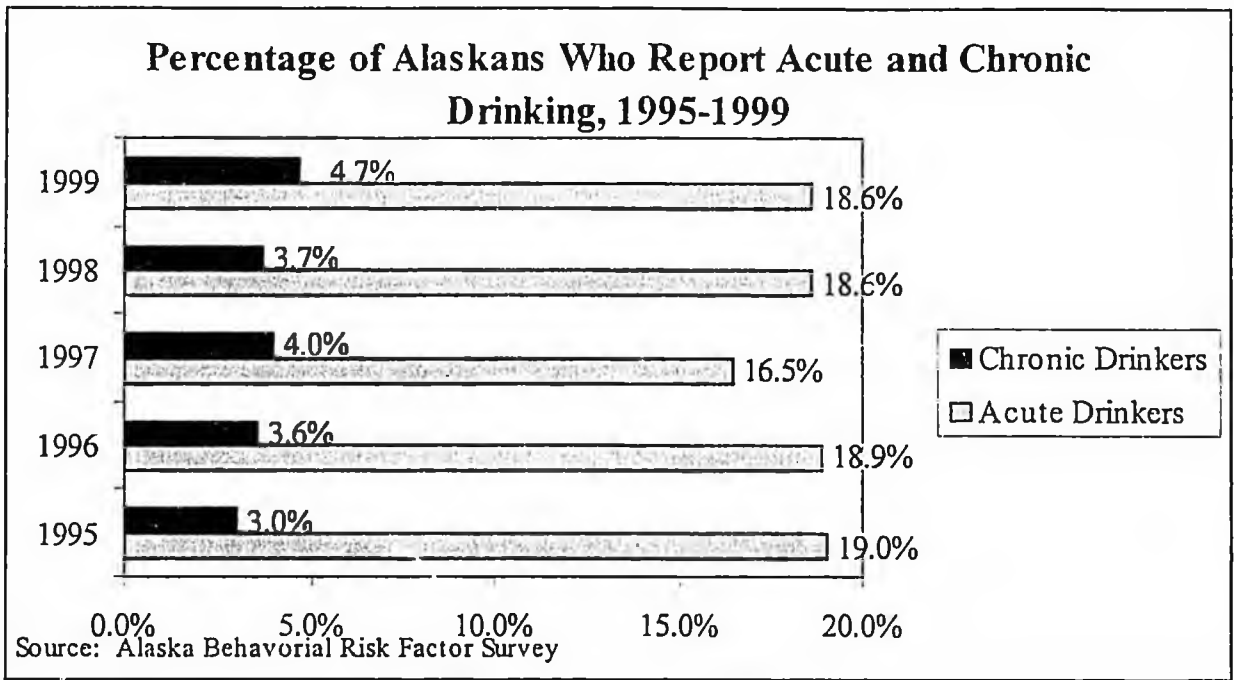 Percentage of Alaskans Who Report Acute and Chronic
Drinking, 1995-1999
1999
4.7%
18.6%
1998
3.7%
18.6%
1997
4.0%
16.5%
1996
3.6%
18.9%
1995
3.0%
19.0%
Chronic Drinkers
Acute Drinkers
0.0% 5.0% 10.0% 15.0% 20.0%
Source: Alaska Behavorial Risk Factor Survey